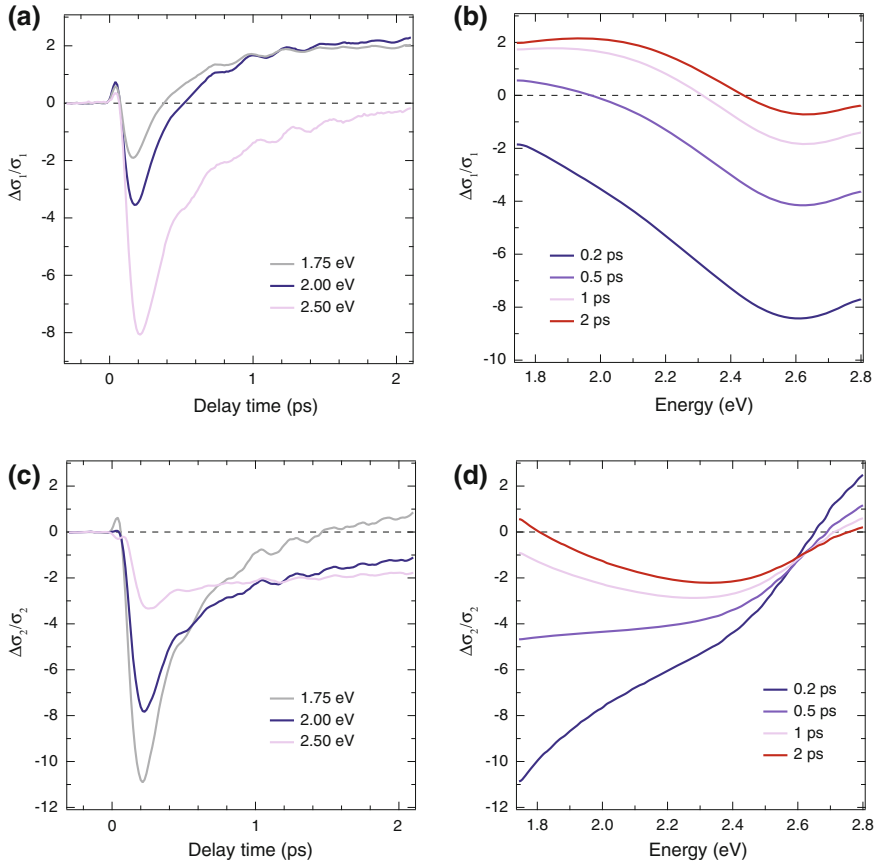 (a)
2
0
-2
-4
-6
-8
Δσ₁/σ₁
1.75 eV
2.00 eV
2.50 eV
0
1
2
Delay time (ps)
(b)
2
0
-2
-4
-6
-8
-10
Δσ₁/σ₁
0.2 ps
0.5 ps
1 ps
2 ps
1.8
2.0
2.2
2.4
2.6
2.8
Energy (eV)
(c)
2
0
-2
-4
-6
-8
-10
-12
Δσ₂/σ₂
1.75 eV
2.00 eV
2.50 eV
0
1
2
Delay time (ps)
(d)
2
0
-2
-4
-6
-8
-10
-12
Δσ₂/σ₂
0.2 ps
0.5 ps
1 ps
2 ps
1.8
2.0
2.2
2.4
2.6
2.8
Energy (eV)